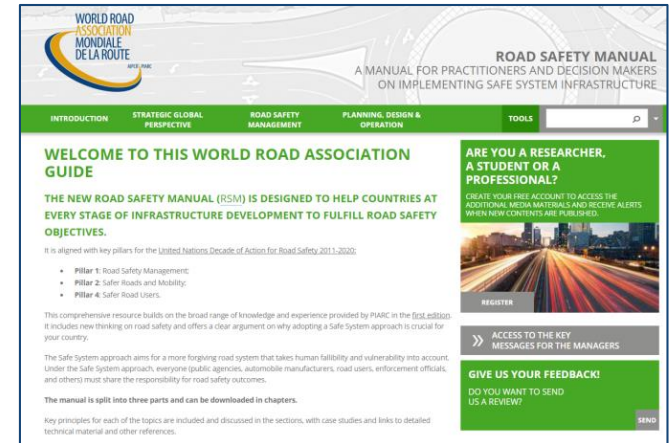 WORLD ROAD
ASSOCIATION
MONDIALE
DE LA ROUTE
AIPCR PIARC
ROAD SAFETY MANUAL
A MANUAL FOR PRACTITIONERS AND DECISION MAKERS
ON IMPLEMENTING SAFE SYSTEM INFRASTRUCTURE
INTRODUCTION
STRATEGIC GLOBAL
PERSPECTIVE
ROAD SAFETY
MANAGEMENT
PLANNING, DESIGN &
OPERATION
TOOLS
WELCOME TO THIS WORLD ROAD ASSOCIATION
GUIDE
THE NEW ROAD SAFETY MANUAL (RSM) IS DESIGNED TO HELP COUNTRIES AT
EVERY STAGE OF INFRASTRUCTURE DEVELOPMENT TO FULFILL ROAD SAFETY
OBJECTIVES.
It is aligned with key pillars for the United Nations Decade of Action for Road Safety 2011-2020:
• Pillar 1: Road Safety Management;
• Pillar 2: Safer Roads and Mobility;
• Pillar 4: Safer Road Users.
This comprehensive resource builds on the broad range of knowledge and experience provided by PIARC in the first edition.
It includes new thinking on road safety and offers a clear argument on why adopting a Safe System approach is crucial for
your country.
The Safe System approach aims for a more forgiving road system that takes human fallibility and vulnerability into account.
Under the Safe System approach, everyone (public agencies, automobile manufacturers, road users, enforcement officials,
and others) must share the responsibility for road safety outcomes.
The manual is split into three parts and can be downloaded in chapters.
Key principles for each of the topics are included and discussed in the sections, with case studies and links to detailed
technical material and other references.
ARE YOU A RESEARCHER,
A STUDENT OR A
PROFESSIONAL?
CREATE YOUR FREE ACCOUNT TO ACCESS THE
ADDITIONAL MEDIA MATERIALS AND RECEIVE ALERTS
WHEN NEW CONTENTS ARE PUBLISHED.
REGISTER
ACCESS TO THE KEY
MESSAGES FOR THE MANAGERS
GIVE US YOUR FEEDBACK!
DO YOU WANT TO SEND
US A REVIEW?
SEND